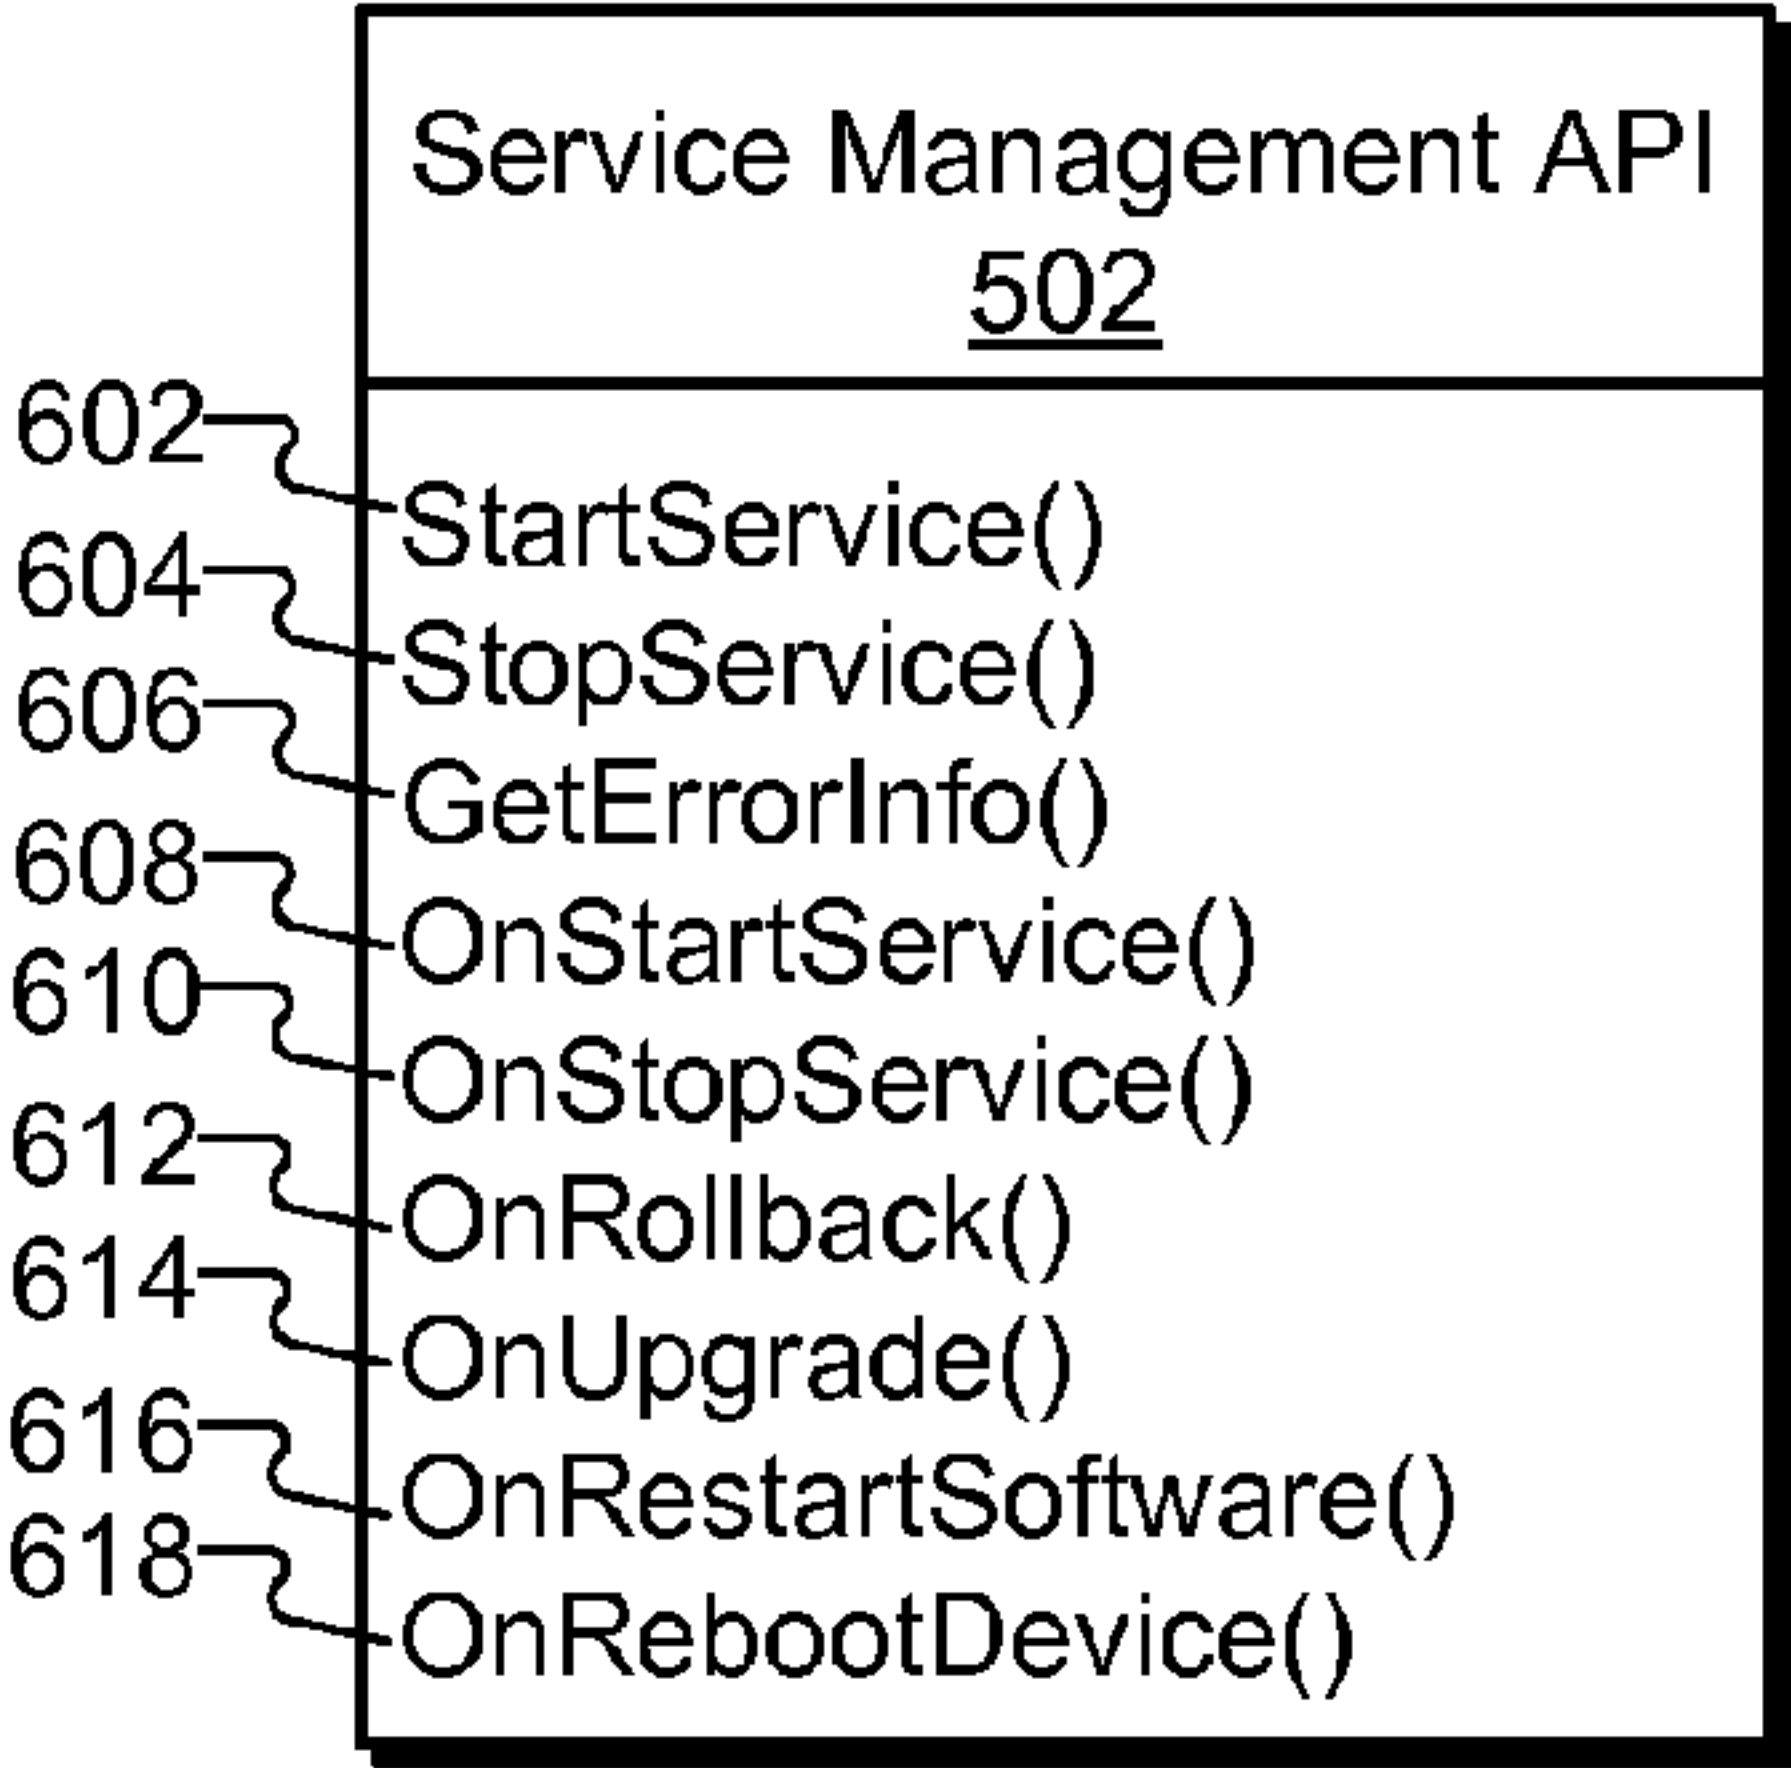 Service Management API
502
602
StartService()
604
StopService()
606
GetErrorInfo()
608
OnStartService()
610
OnStopService()
612
OnRollback()
614
OnUpgrade()
616
OnRestartSoftware()
618
OnRebootDevice()